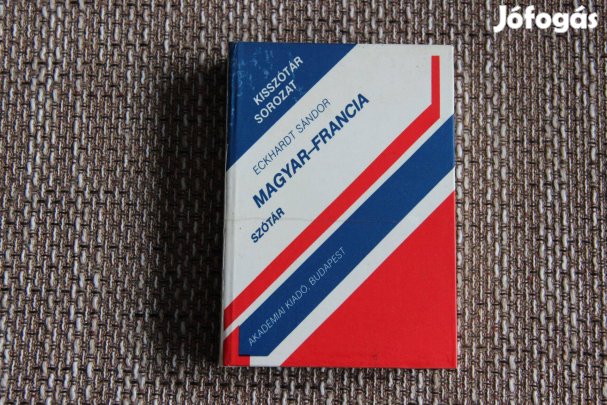 Jófogás
KISSZÓTÁR
SOROZAT
ECKHARDT SÁNDOR
MAGYAR–FRANCIA
SZÓTÁR
AKADÉMIAI KIADÓ, BUDAPEST